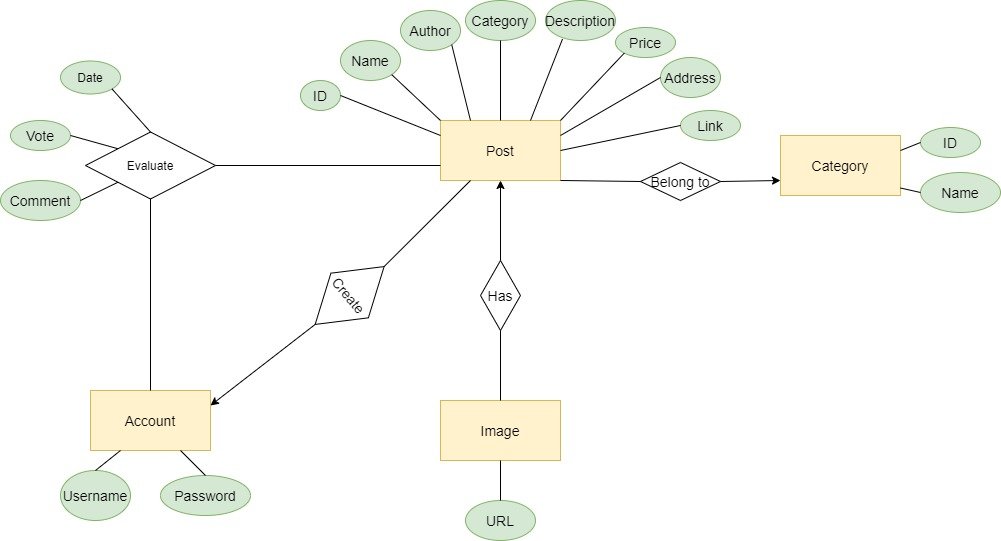 Category
Description
Author
Price
Name
Date
Address
ID
Link
Vote
ID
Post
Evaluate
Category
Belong to
Name
Comment
Create
Has
Account
Image
Username
Password
URL